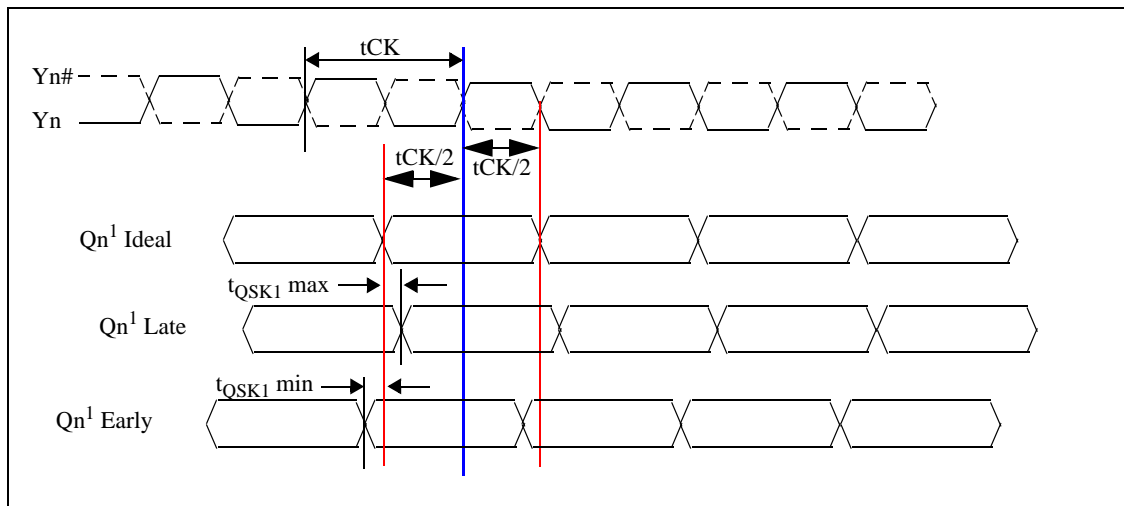 tCK
Yn#
Yn
tCK/2
tCK/2
Qn¹ Ideal
tQSK1 max
Qn¹ Late
tQSK1 min
Qn¹ Early